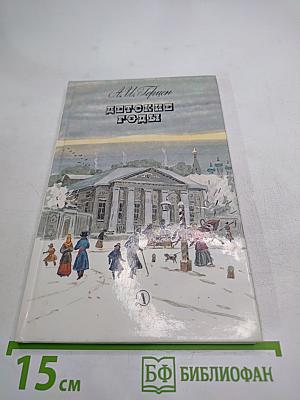 А.И. Герцен
ДЕТСКИЕ
ГОДЫ
Д
15 см
БФ БИБЛИОФАН